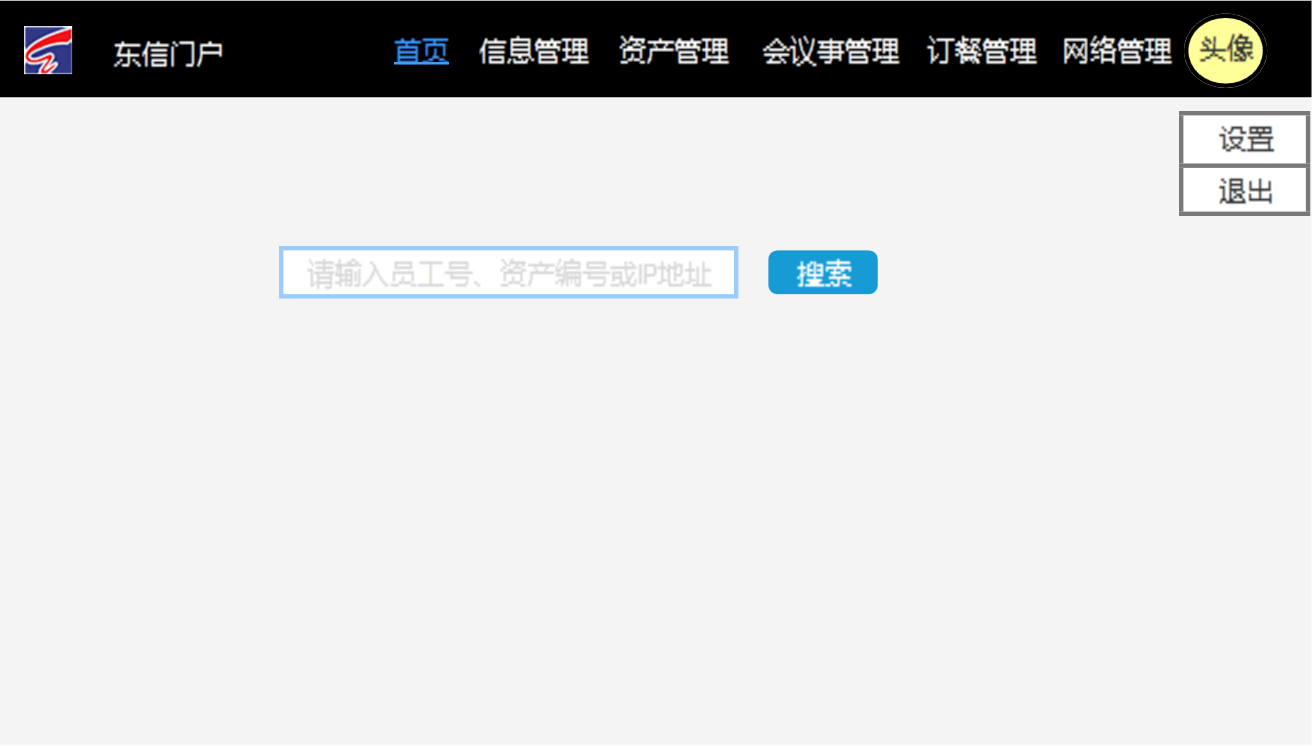 东信门户 首页 信息管理 资产管理 会议事管理 订餐管理 网络管理 头像
设置
退出
请输入员工号、资产编号或IP地址 搜索